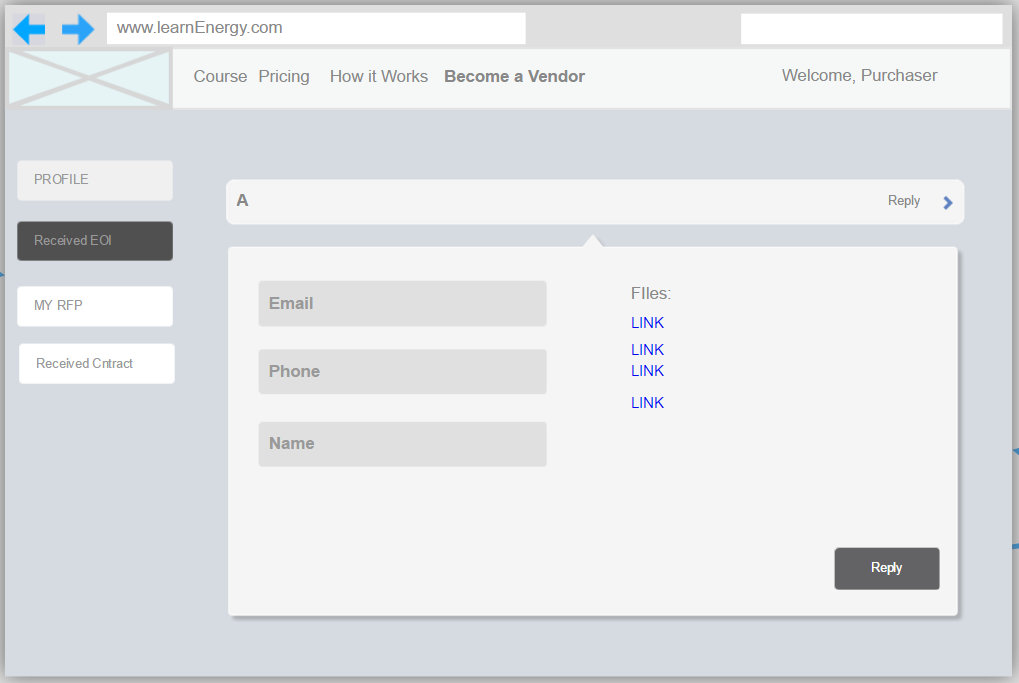 www.learnEnergy.com
Course Pricing How it Works Become a Vendor Welcome, Purchaser
PROFILE
Received EOI
MY RFP
Received Cntract
A Reply
Email
Phone
Name
FIles:
LINK
LINK
LINK
LINK
Reply